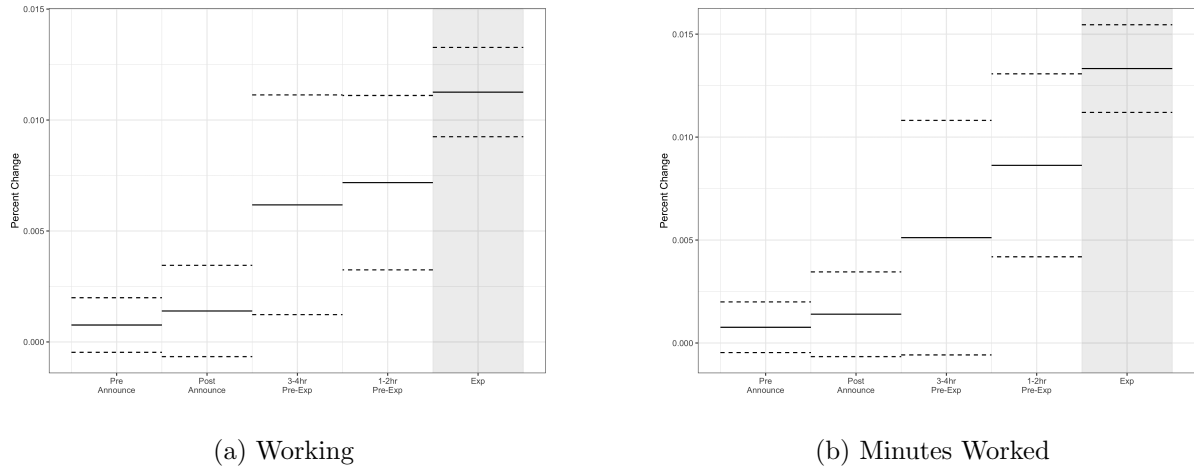 0.015
0.010
0.005
0.000
Percent Change
Pre
Announce
Post
Announce
3-4hr
Pre-Exp
1-2hr
Pre-Exp
Exp
(a) Working
0.015
0.010
0.005
0.000
Percent Change
Pre
Announce
Post
Announce
3-4hr
Pre-Exp
1-2hr
Pre-Exp
Exp
(b) Minutes Worked